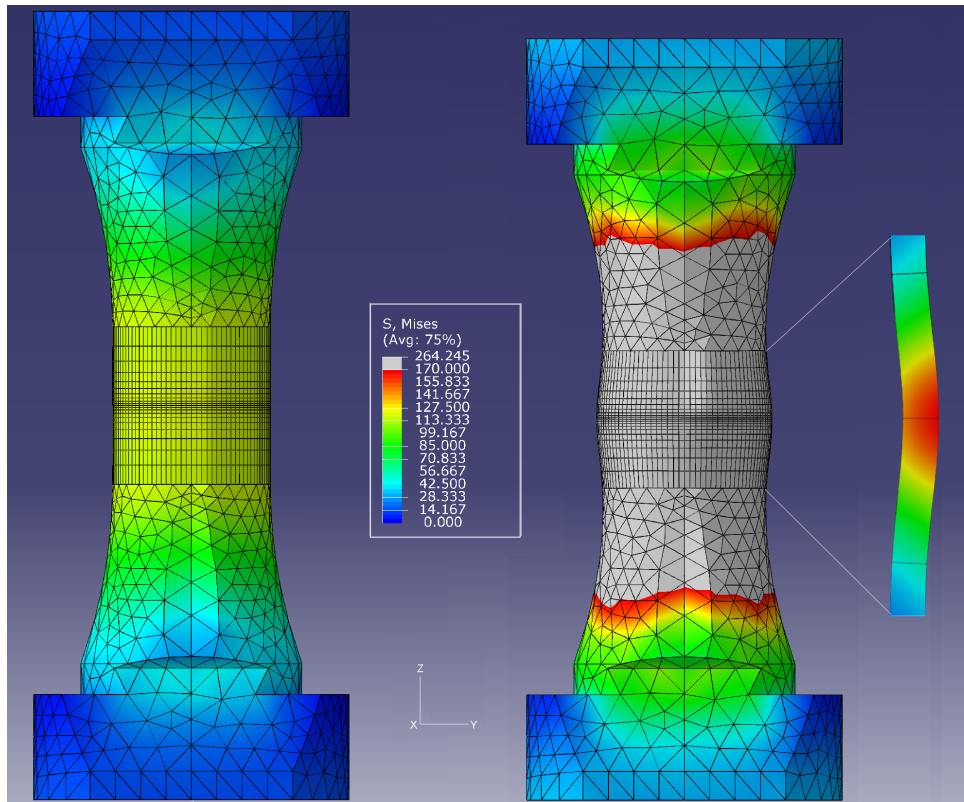 S, Mises
(Avg: 75%)
264.245
170.000
155.833
141.667
127.500
113.333
99.167
85.000
70.833
56.667
42.500
28.333
14.167
0.000
Z
X
Y